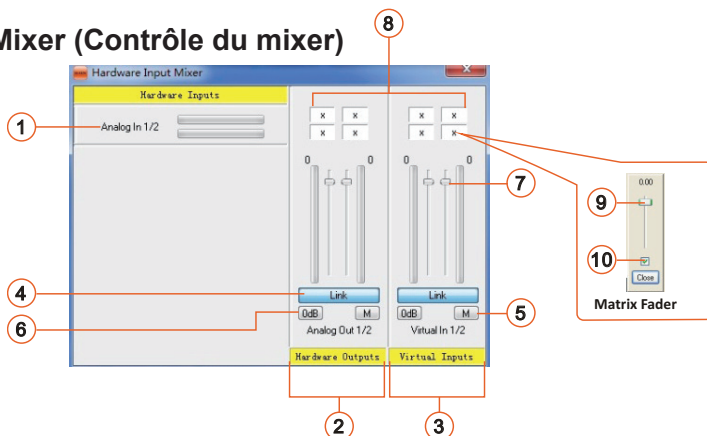 8
Mixer (Contrôle du mixer)
Hardware Input Mixer
Hardware Inputs
1
Analog In 1/2
x x x x
x x x x
0 0 0 0
7
0.00
9
10
Close
Matrix Fader
4
Link Link
6
0dB M 0dB M
5
Analog Out 1/2 Virtual In 1/2
Hardware Outputs Virtual Inputs
2 3